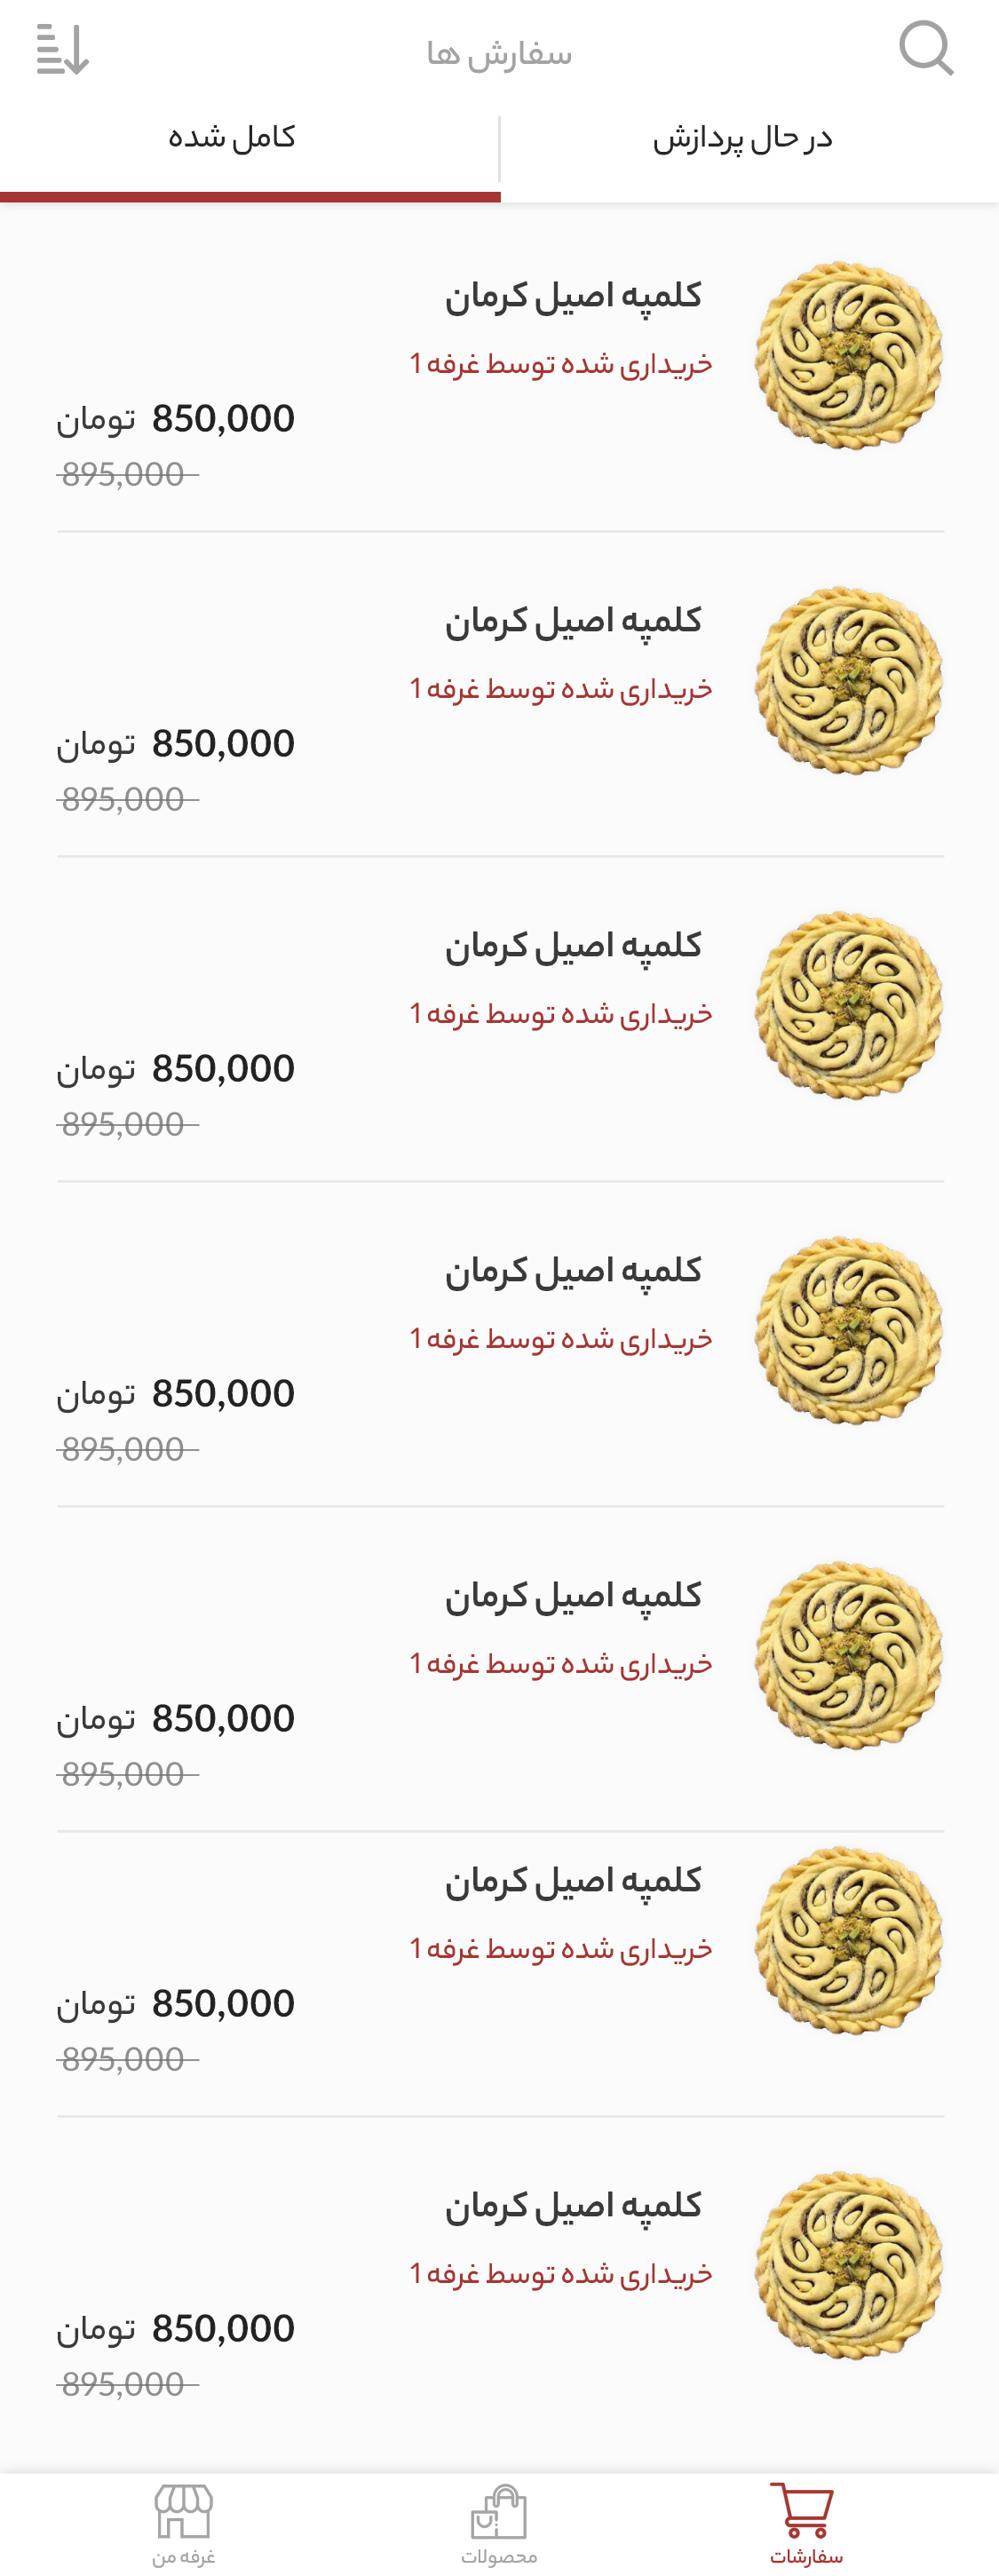 سفارش ها
در حال پردازش
کامل شده
کلمپه اصیل کرمان
خریداری شده توسط غرفه 1
850,000 تومان
895,000
کلمپه اصیل کرمان
خریداری شده توسط غرفه 1
850,000 تومان
895,000
کلمپه اصیل کرمان
خریداری شده توسط غرفه 1
850,000 تومان
895,000
کلمپه اصیل کرمان
خریداری شده توسط غرفه 1
850,000 تومان
895,000
کلمپه اصیل کرمان
خریداری شده توسط غرفه 1
850,000 تومان
895,000
کلمپه اصیل کرمان
خریداری شده توسط غرفه 1
850,000 تومان
895,000
کلمپه اصیل کرمان
خریداری شده توسط غرفه 1
850,000 تومان
895,000
سفارشات
محصولات
غرفه من